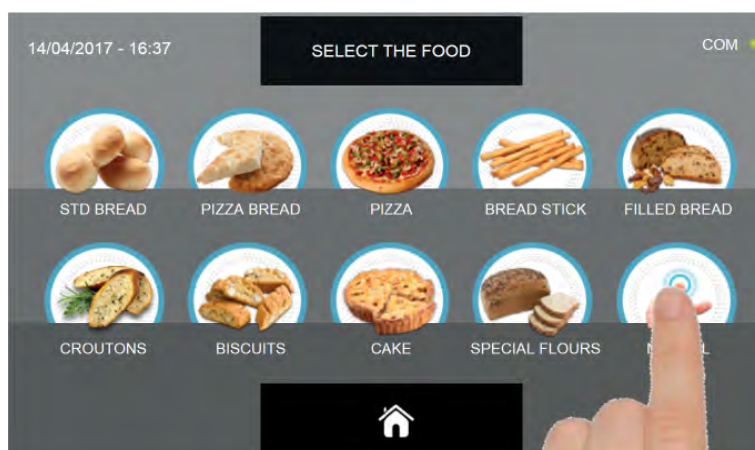 14/04/2017 - 16:37
SELECT THE FOOD
COM
STD BREAD
PIZZA BREAD
PIZZA
BREAD STICK
FILLED BREAD
CROUTONS
BISCUITS
CAKE
SPECIAL FLOURS